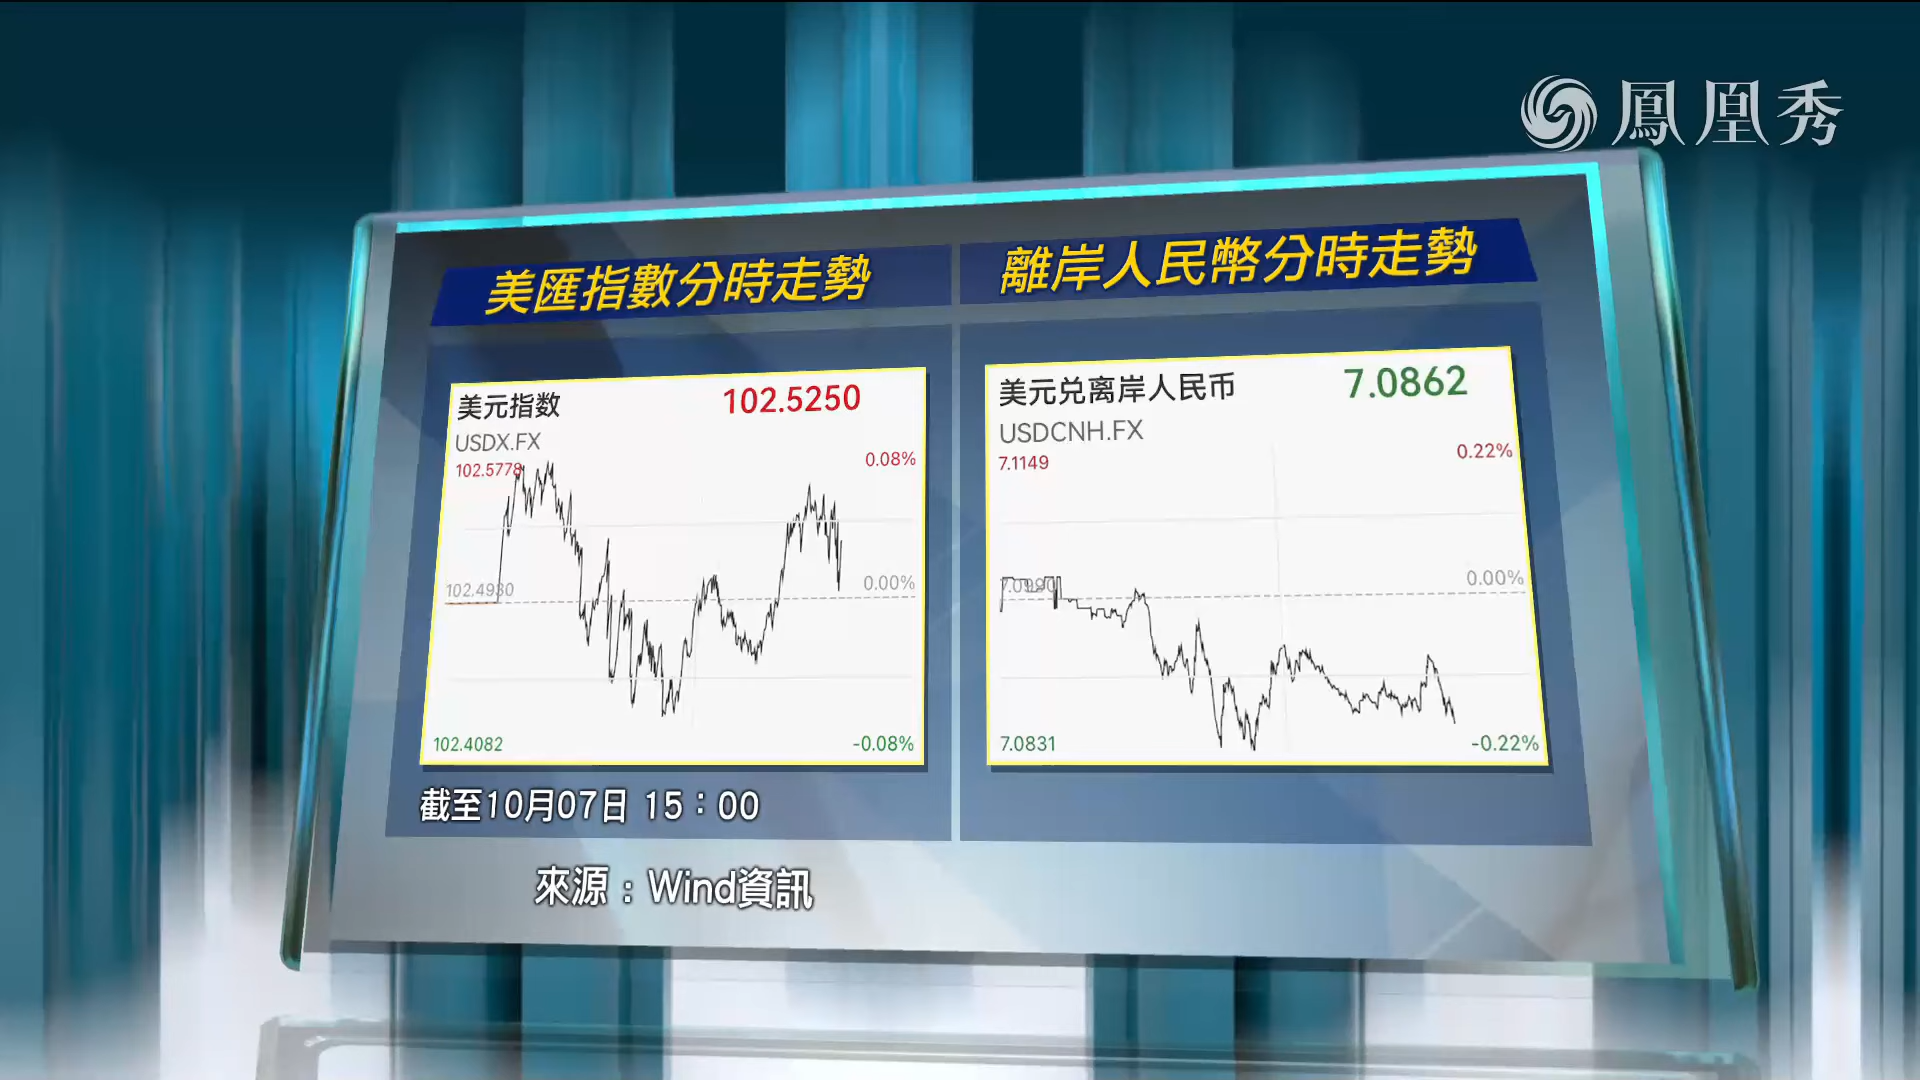 鳳凰秀
美匯指數分時走勢
離岸人民幣分時走勢
美元指数
102.5250
USDX.FX
102.5778
0.08%
102.4930
0.00%
102.4082
-0.08%
美元兑离岸人民币
7.0862
USDCNH.FX
7.1149
0.22%
7.0990
0.00%
7.0831
-0.22%
截至10月07日 15：00
來源：Wind資訊